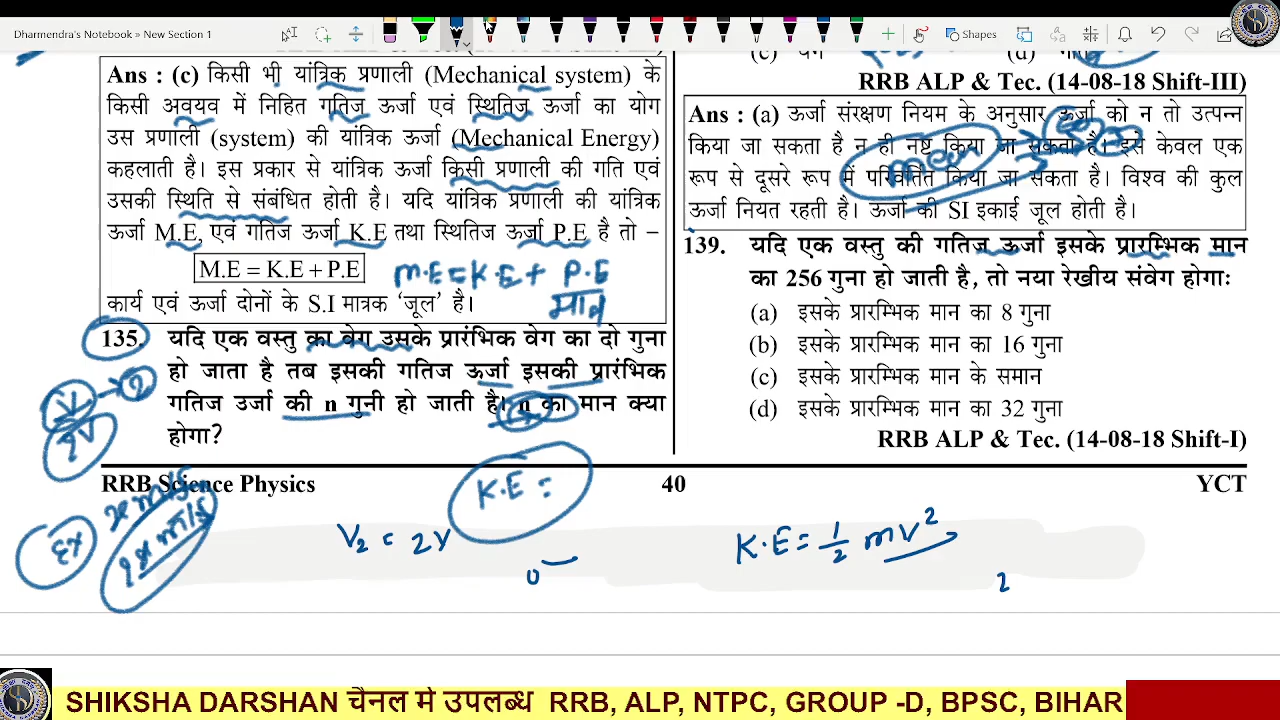 Dharmendra's Notebook » New Section 1
Shapes
Ans : (c) किसी भी यांत्रिक प्रणाली (Mechanical system) के
किसी अवयव में निहित गतिज ऊर्जा एवं स्थितिज ऊर्जा का योग
उस प्रणाली (system) की यांत्रिक ऊर्जा (Mechanical Energy)
कहलाती है। इस प्रकार से यांत्रिक ऊर्जा किसी प्रणाली की गति एवं
उसकी स्थिति से संबंधित होती है। यदि यांत्रिक प्रणाली की यांत्रिक
ऊर्जा M.E, एवं गतिज ऊर्जा K.E तथा स्थितिज ऊर्जा P.E है तो –
M.E = K.E + P.E
M.E = K.E + P.E
मान
कार्य एवं ऊर्जा दोनों के S.I मात्रक ‘जूल’ है।
135. यदि एक वस्तु का वेग उसके प्रारंभिक वेग का दो गुना
हो जाता है तब इसकी गतिज ऊर्जा इसकी प्रारंभिक
गतिज उर्जा की n गुनी हो जाती है। n का मान क्या
होगा?
V
2V
(c)
(d)
RRB ALP & Tec. (14-08-18 Shift-III)
Ans : (a) ऊर्जा संरक्षण नियम के अनुसार ऊर्जा को न तो उत्पन्न
किया जा सकता है न ही नष्ट किया जा सकता है। इसे केवल एक
रूप से दूसरे रूप में परिवर्तित किया जा सकता है। विश्व की कुल
ऊर्जा नियत रहती है। ऊर्जा की SI इकाई जूल होती है।
mean
139. यदि एक वस्तु की गतिज ऊर्जा इसके प्रारम्भिक मान
का 256 गुना हो जाती है, तो नया रेखीय संवेग होगाः
(a) इसके प्रारम्भिक मान का 8 गुना
(b) इसके प्रारम्भिक मान का 16 गुना
(c) इसके प्रारम्भिक मान के समान
(d) इसके प्रारम्भिक मान का 32 गुना
RRB ALP & Tec. (14-08-18 Shift-I)
RRB Science Physics 40 YCT
K.E =
Ex x m/s
2x m/s
V2 = 2V
K.E = 1/2 mv²
2
SHIKSHA DARSHAN चैनल मे उपलब्ध RRB, ALP, NTPC, GROUP -D, BPSC, BIHAR